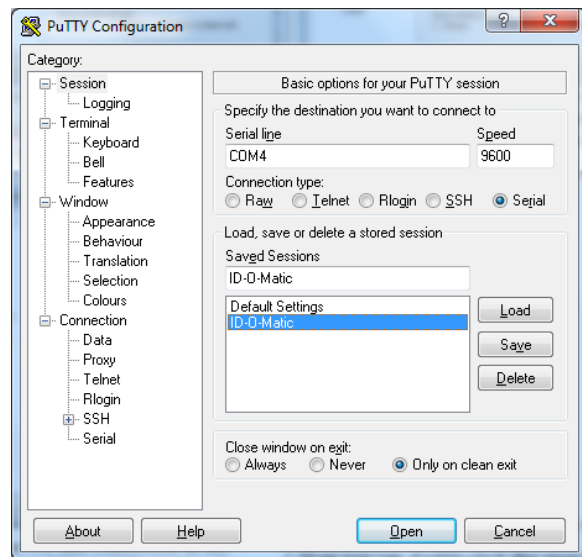 PuTTY Configuration
Category:
Session
Logging
Terminal
Keyboard
Bell
Features
Window
Appearance
Behaviour
Translation
Selection
Colours
Connection
Data
Proxy
Telnet
Rlogin
SSH
Serial
Basic options for your PuTTY session
Specify the destination you want to connect to
Serial line Speed
COM4 9600
Connection type:
Raw Telnet Rlogin SSH Serial
Load, save or delete a stored session
Saved Sessions
ID-O-Matic
Default Settings
ID-O-Matic
Load
Save
Delete
Close window on exit:
Always Never Only on clean exit
About Help Open Cancel